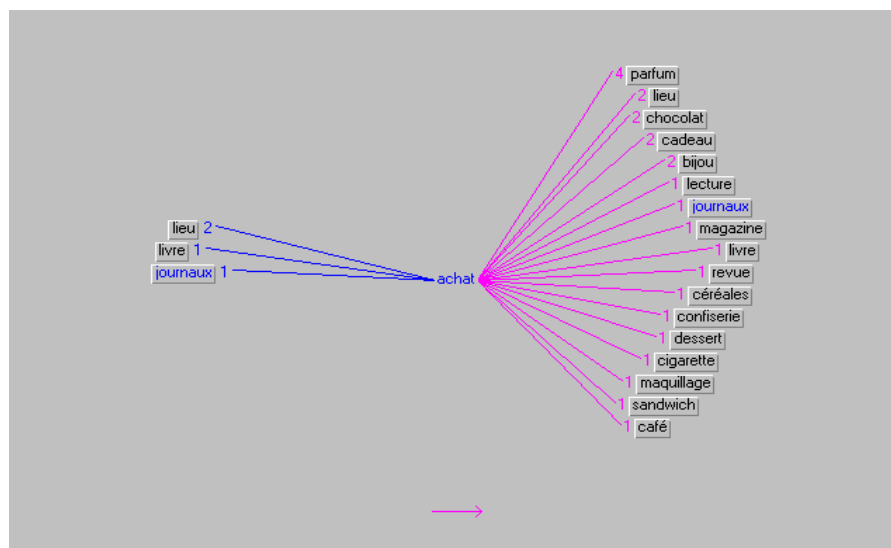 4 parfum
2 lieu
2 chocolat
2 cadeau
2 bijou
1 lecture
1 journaux
1 magazine
1 livre
1 revue
1 céréales
1 confiserie
1 dessert
1 cigarette
1 maquillage
1 sandwich
1 café
lieu 2
livre 1
journaux 1
achat